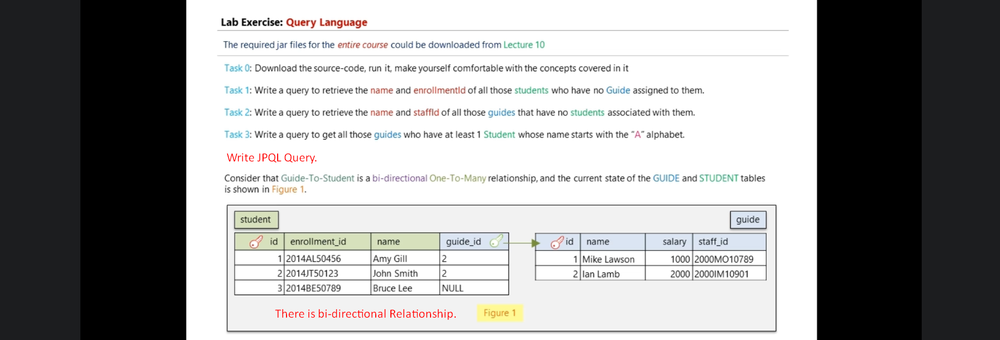 Lab Exercise: Query Language
The required jar files for the entire course could be downloaded from Lecture 10
Task 0: Download the source-code, run it, make yourself comfortable with the concepts covered in it
Task 1: Write a query to retrieve the name and enrollmentId of all those students who have no Guide assigned to them.
Task 2: Write a query to retrieve the name and staffId of all those guides that have no students associated with them.
Task 3: Write a query to get all those guides who have at least 1 Student whose name starts with the “A” alphabet.
Write JPQL Query.
Consider that Guide-To-Student is a bi-directional One-To-Many relationship, and the current state of the GUIDE and STUDENT tables
is shown in Figure 1.
student
id enrollment_id name guide_id
1 2014AL50456 Amy Gill 2
2 2014JT50123 John Smith 2
3 2014BE50789 Bruce Lee NULL
guide
id name salary staff_id
1 Mike Lawson 1000 2000MO10789
2 Ian Lamb 2000 2000IM10901
There is bi-directional Relationship.
Figure 1